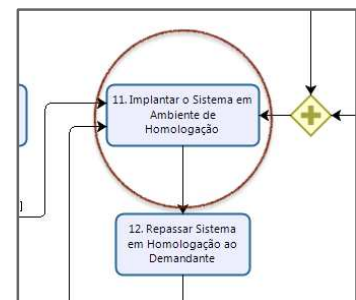 11. Implantar o Sistema em
Ambiente de
Homologação
]
12. Repassar Sistema
em Homologação ao
Demandante